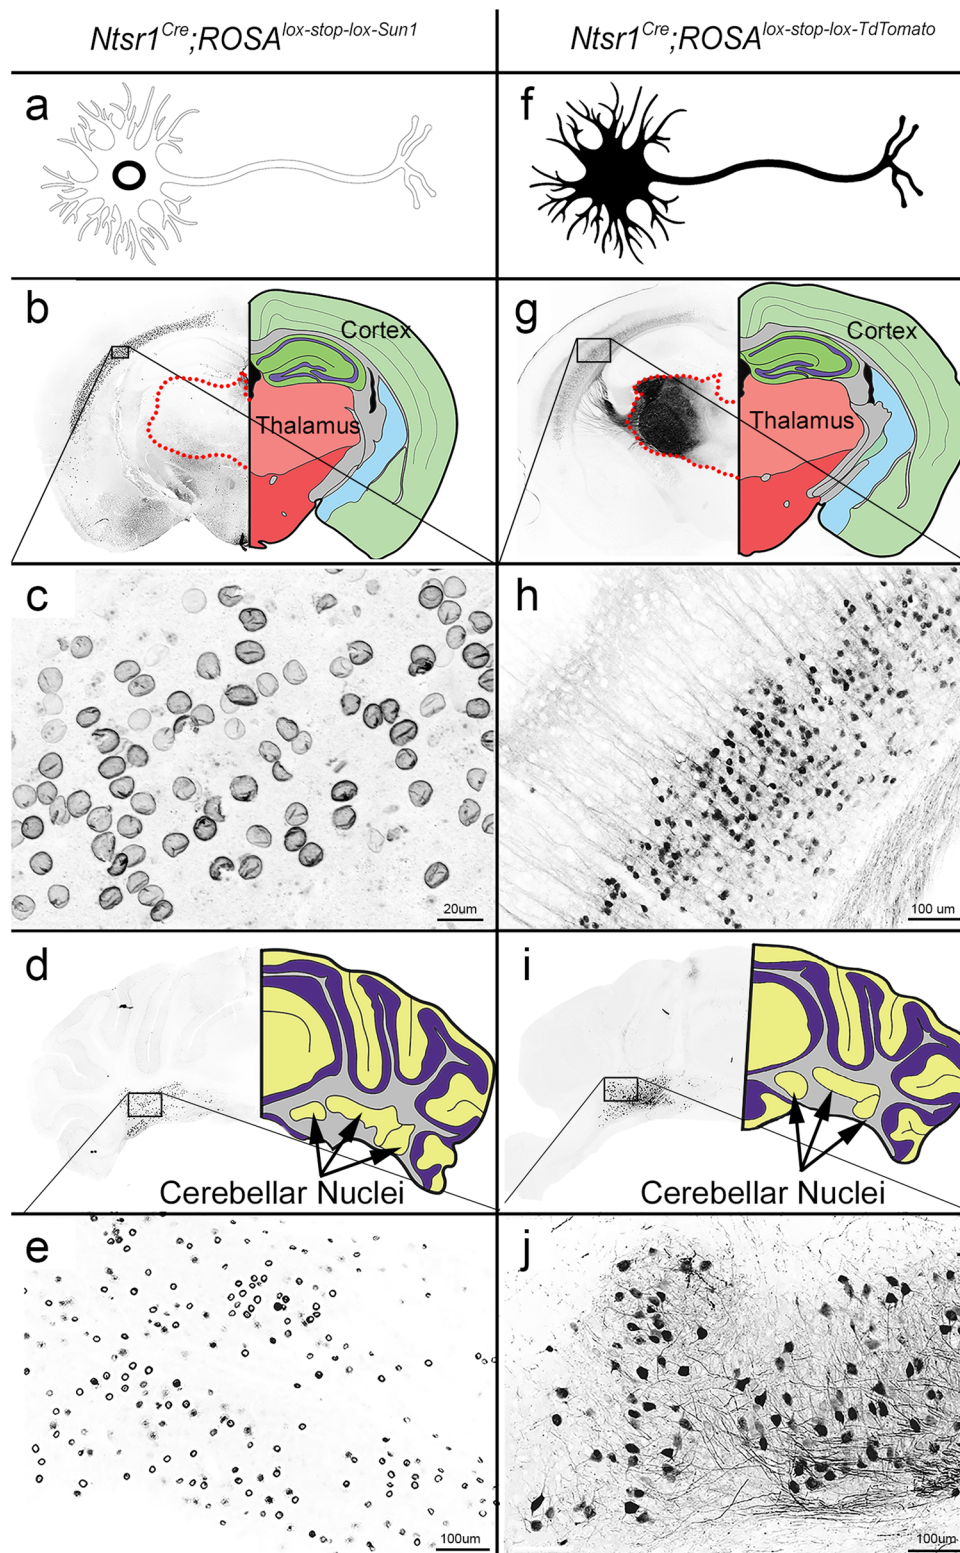 Ntsr1Cre;ROSAlox-stop-lox-Sun1
Ntsr1Cre;ROSAlox-stop-lox-TdTomato
a
f
b
Cortex
Thalamus
g
Cortex
Thalamus
c
20um
h
100 um
d
Cerebellar Nuclei
i
Cerebellar Nuclei
e
100um
j
100um